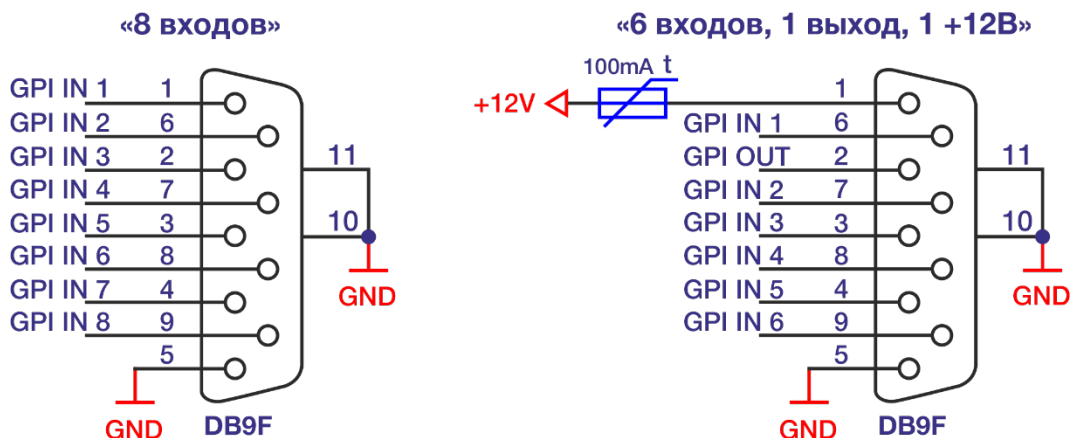 «8 входов»
GPI IN 1 1
GPI IN 2 6
GPI IN 3 2
GPI IN 4 7
GPI IN 5 3
GPI IN 6 8
GPI IN 7 4
GPI IN 8 9
5
11
10
GND
GND
DB9F
«6 входов, 1 выход, 1 +12В»
100mA t
+12V
1
GPI IN 1 6
GPI OUT 2
GPI IN 2 7
GPI IN 3 3
GPI IN 4 8
GPI IN 5 4
GPI IN 6 9
5
11
10
GND
GND
DB9F